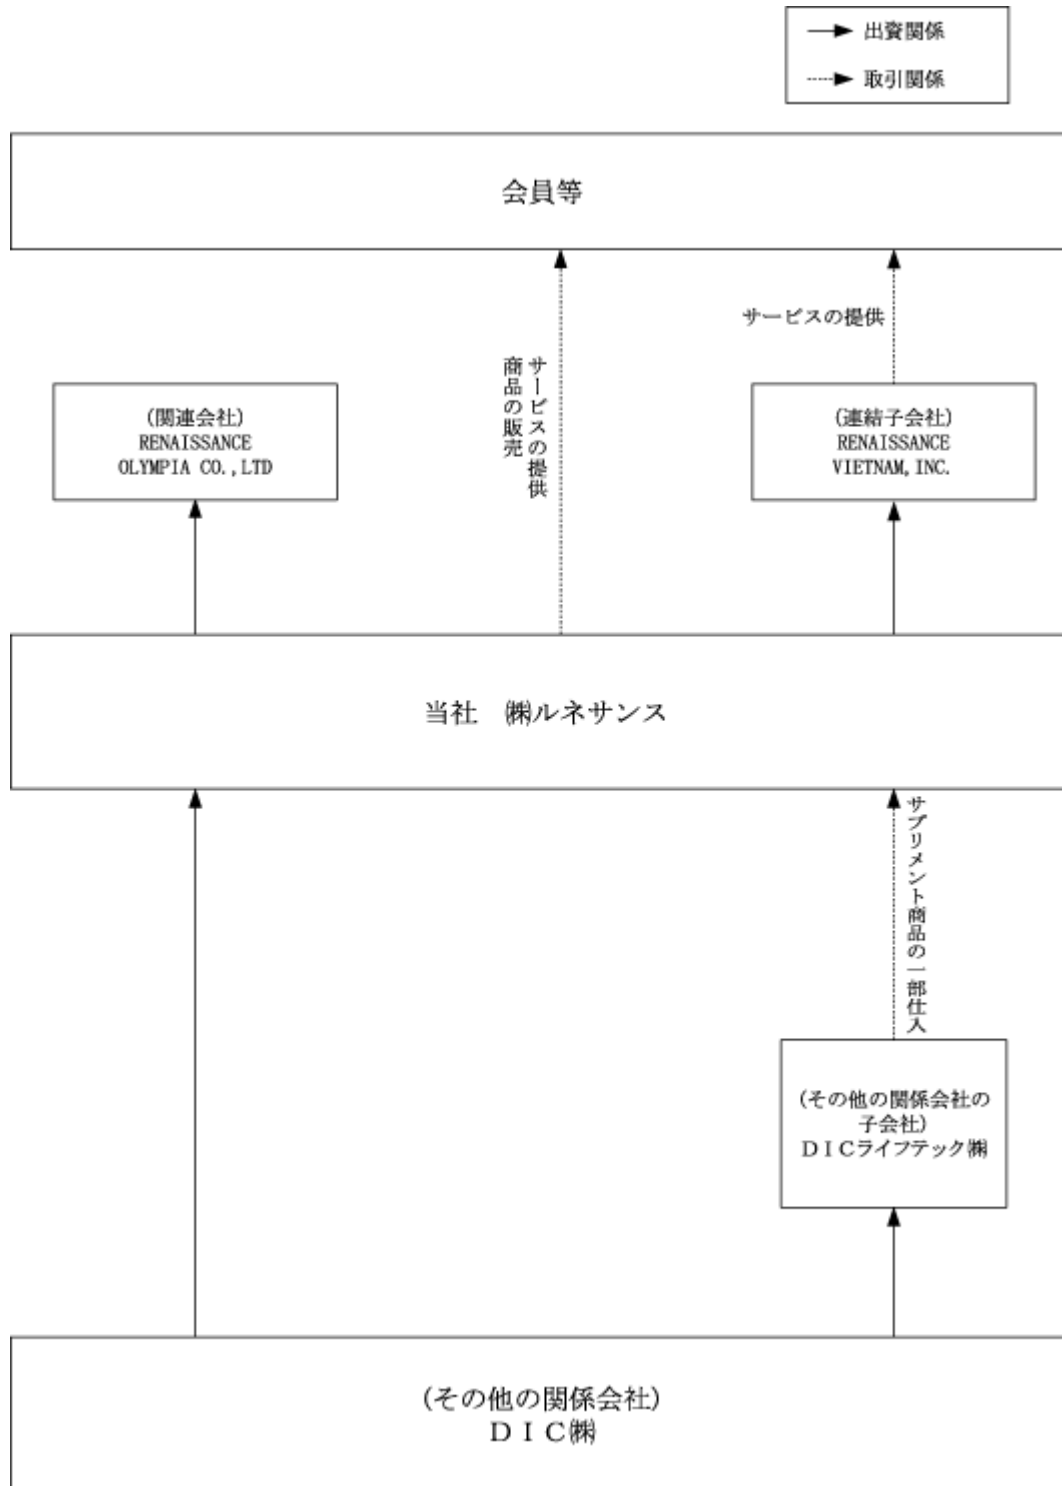 出資関係
取引関係
会員等
サービスの提供
サービスの提供
商品の販売
(関連会社)
RENAISSANCE
OLYMPIA CO.,LTD
(連結子会社)
RENAISSANCE
VIETNAM,INC.
当社　㈱ルネサンス
サプリメント商品の一部仕入
(その他の関係会社の
子会社)
ＤＩＣライフテック㈱
(その他の関係会社)
ＤＩＣ㈱